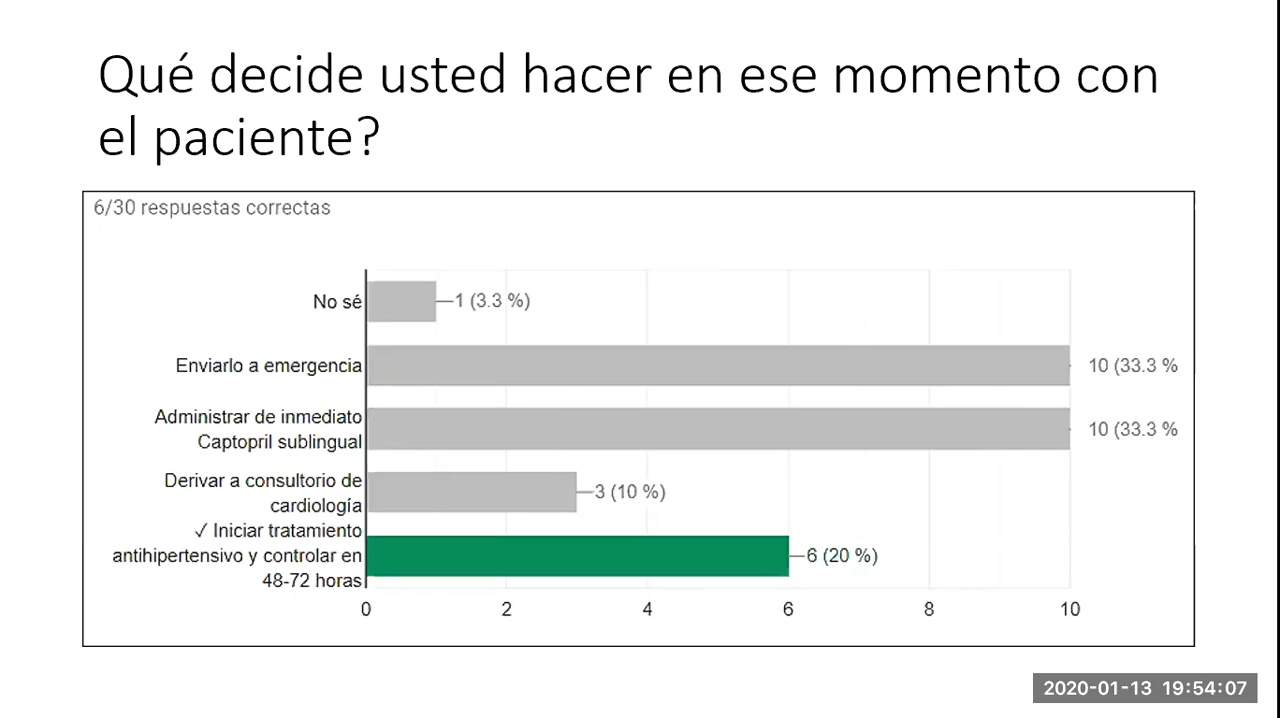 Qué decide usted hacer en ese momento con
el paciente?
6/30 respuestas correctas
No sé
1 (3.3 %)
Enviarlo a emergencia
10 (33.3 %
Administrar de inmediato
Captopril sublingual
10 (33.3 %
Derivar a consultorio de
cardiología
3 (10 %)
✓ Iniciar tratamiento
antihipertensivo y controlar en
48-72 horas
6 (20 %)
0 2 4 6 8 10
2020-01-13 19:54:07